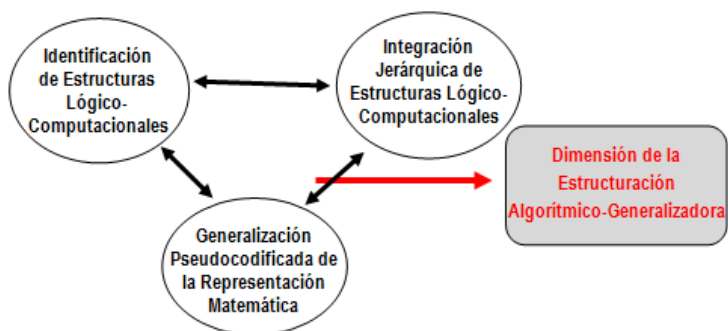 Identificación
de Estructuras
Lógico-
Computacionales
Integración
Jerárquica de
Estructuras Lógico-
Computacionales
Dimensión de la
Estructuración
Algorítmico-Generalizadora
Generalización
Pseudocodificada de
la Representación
Matemática